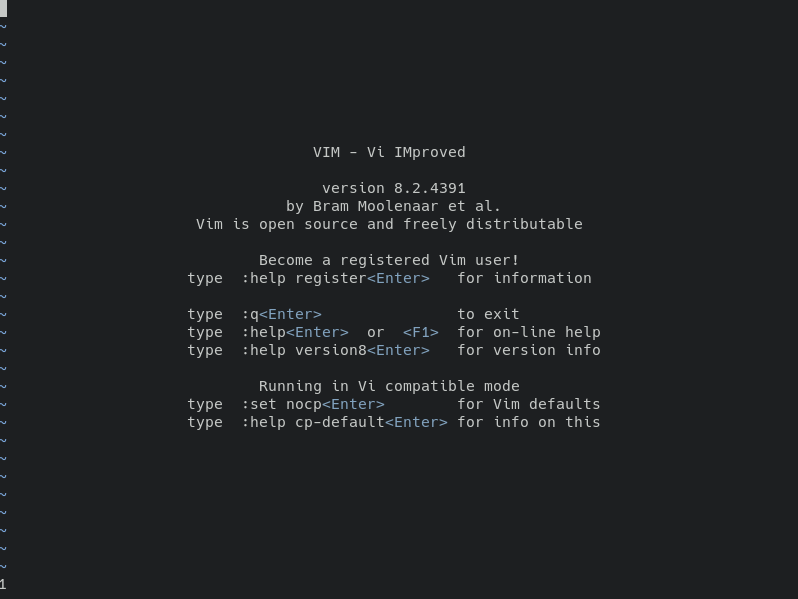 ~
~
~
~
~
~
~
~ VIM - Vi IMproved
~
~ version 8.2.4391
~ by Bram Moolenaar et al.
~ Vim is open source and freely distributable
~
~ Become a registered Vim user!
~ type :help register<Enter> for information
~
~ type :q<Enter> to exit
~ type :help<Enter> or <F1> for on-line help
~ type :help version8<Enter> for version info
~
~ Running in Vi compatible mode
~ type :set nocp<Enter> for Vim defaults
~ type :help cp-default<Enter> for info on this
~
~
~
~
~
~
~
~
1